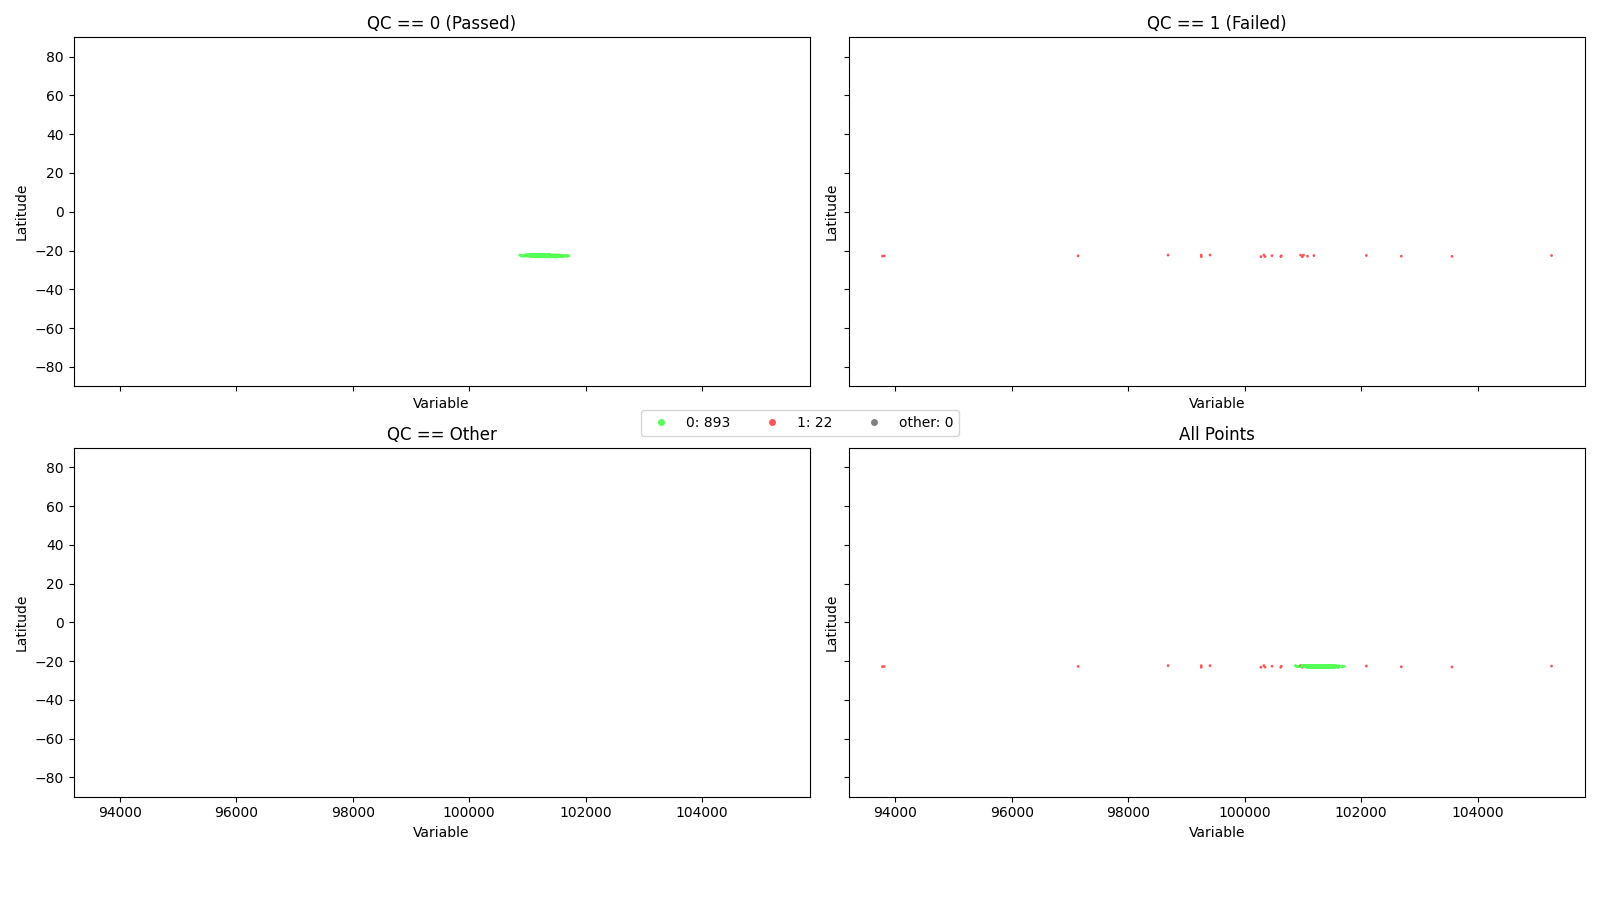 QC == 0 (Passed)
QC == 1 (Failed)
Latitude
80
60
40
20
0
−20
−40
−60
−80
Variable
Latitude
Variable
0: 893 1: 22 other: 0
QC == Other
All Points
Latitude
80
60
40
20
0
−20
−40
−60
−80
94000 96000 98000 100000 102000 104000
Variable
Latitude
94000 96000 98000 100000 102000 104000
Variable